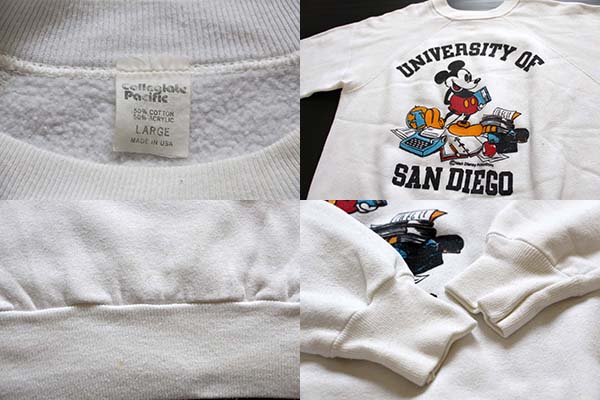 Collegiate
Pacific
50% COTTON
50% ACRYLIC
LARGE
MADE IN USA
UNIVERSITY OF
SAN DIEGO